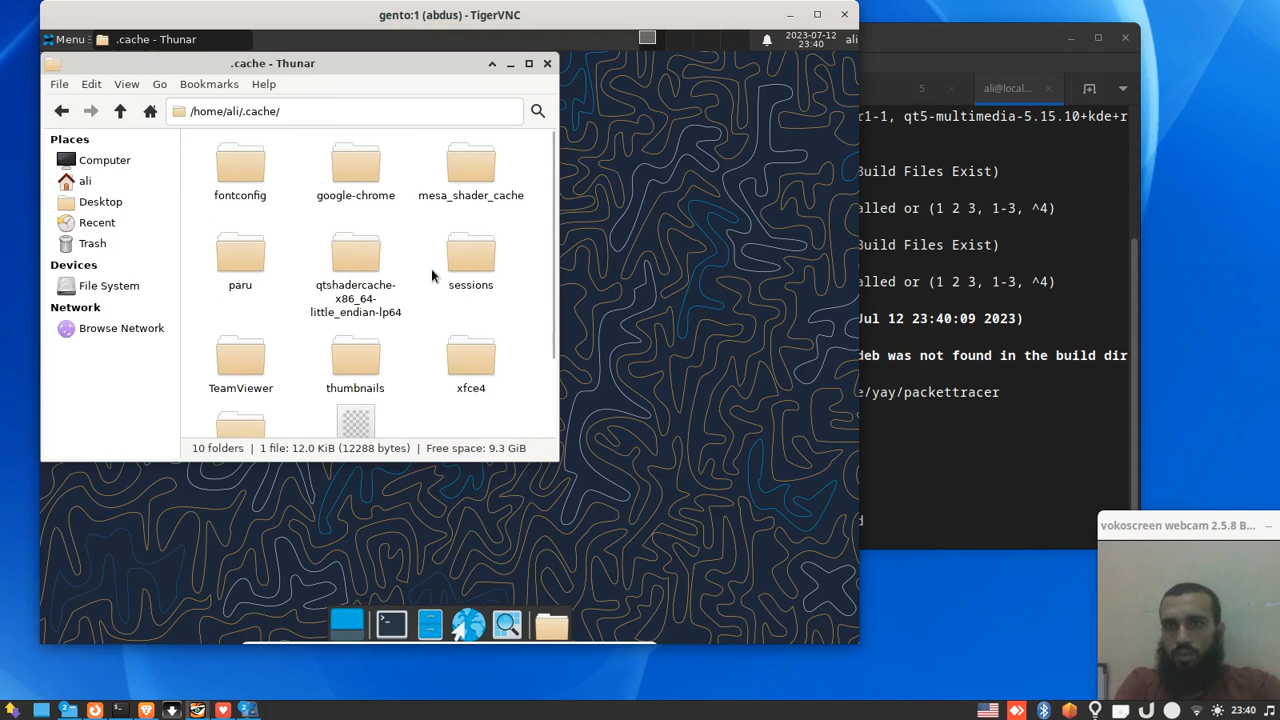 gento:1 (abdus) - TigerVNC
Menu
.cache - Thunar
2023-07-12
23:40
ali
.cache - Thunar
File Edit View Go Bookmarks Help
/home/ali/.cache/
Places
Computer
ali
Desktop
Recent
Trash
Devices
File System
Network
Browse Network
fontconfig
google-chrome
mesa_shader_cache
paru
qtshadercache-
x86_64-
little_endian-lp64
sessions
TeamViewer
thumbnails
xfce4
10 folders | 1 file: 12.0 KiB (12288 bytes) | Free space: 9.3 GiB
5
ali@local...
r1-1, qt5-multimedia-5.15.10+kde+r
Build Files Exist)
alled or (1 2 3, 1-3, ^4)
Build Files Exist)
alled or (1 2 3, 1-3, ^4)
Jul 12 23:40:09 2023)
deb was not found in the build dir
e/yay/packettracer
d
vokoscreen webcam 2.5.8 B...
23:40